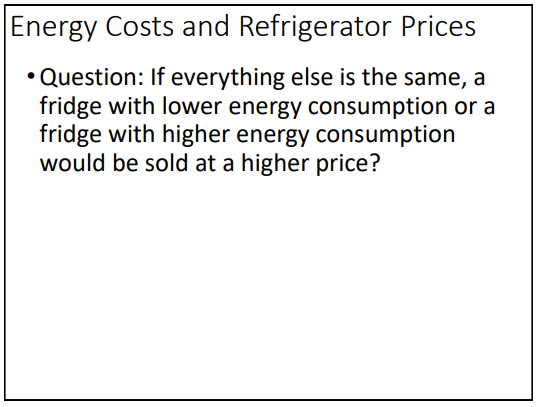 Energy Costs and Refrigerator Prices
• Question: If everything else is the same, a
fridge with lower energy consumption or a
fridge with higher energy consumption
would be sold at a higher price?